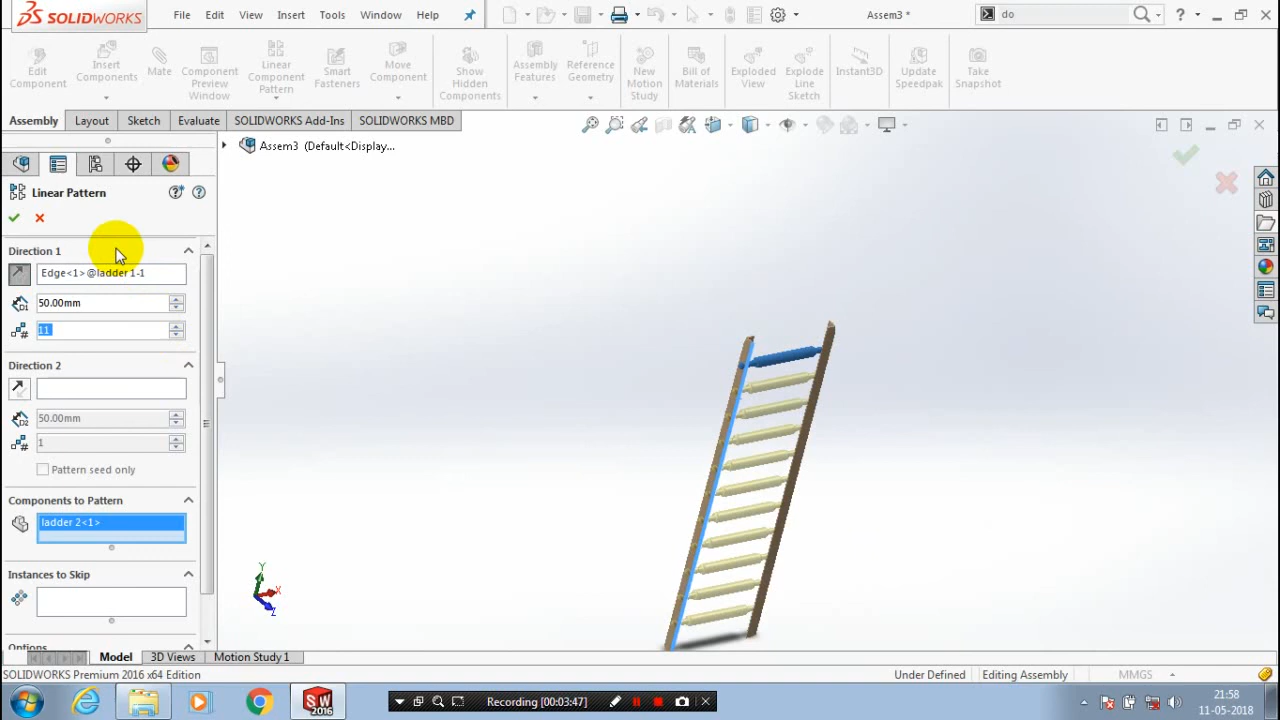 SOLIDWORKS
File Edit View Insert Tools Window Help
Assem3 *
do
Edit Component
Insert Components
Mate
Component Preview Window
Linear Component Pattern
Smart Fasteners
Move Component
Show Hidden Components
Assembly Features
Reference Geometry
New Motion Study
Bill of Materials
Exploded View
Explode Line Sketch
Instant3D
Update Speedpak
Take Snapshot
Assembly Layout Sketch Evaluate SOLIDWORKS Add-Ins SOLIDWORKS MBD
Assem3 (Default<Display...
Linear Pattern
Direction 1
Edge<1>@ladder 1-1
D1 50.00mm
# 11
Direction 2
D2 50.00mm
# 1
Pattern seed only
Components to Pattern
ladder 2<1>
Instances to Skip
Options
Y
X
Z
Model 3D Views Motion Study 1
SOLIDWORKS Premium 2016 x64 Edition
Under Defined Editing Assembly MMGS
SW 2016
Recording [00:03:47]
21:58
11-05-2018